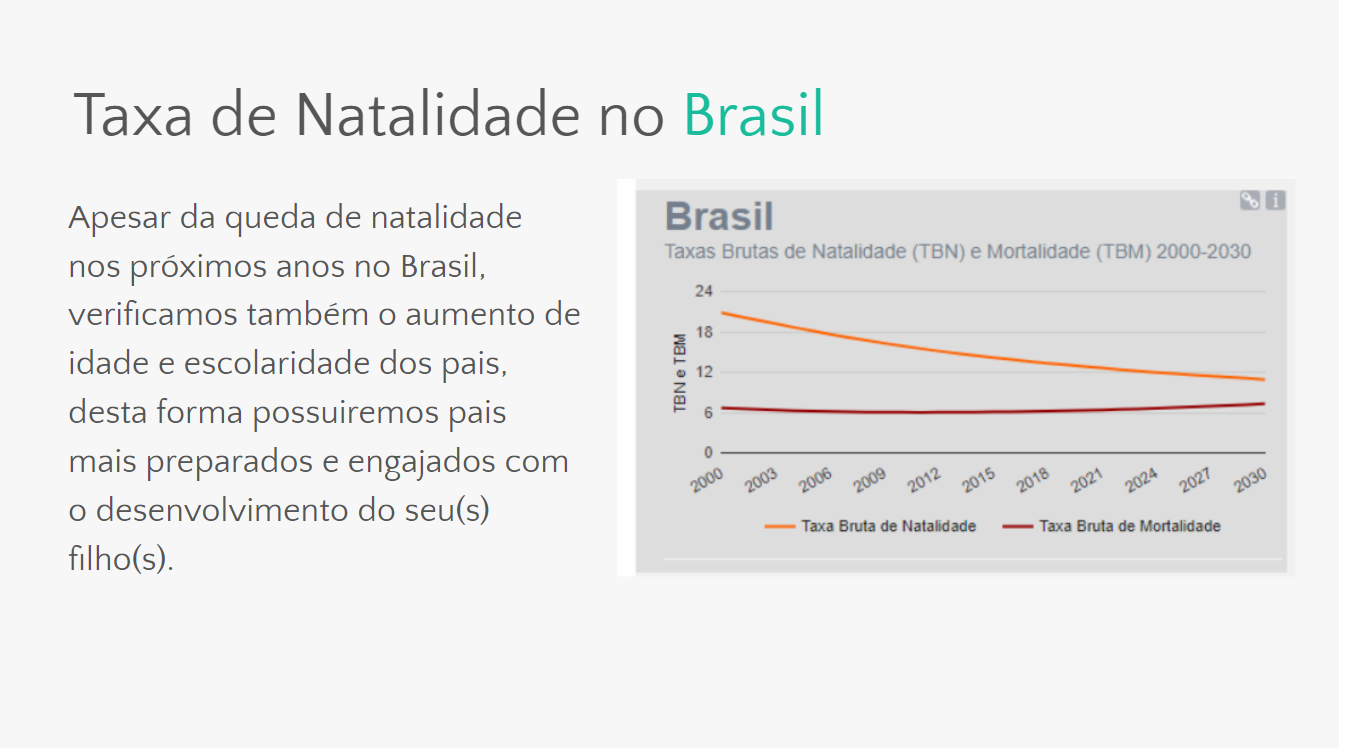 Taxa de Natalidade no Brasil
Apesar da queda de natalidade
nos próximos anos no Brasil,
verificamos também o aumento de
idade e escolaridade dos pais,
desta forma possuiremos pais
mais preparados e engajados com
o desenvolvimento do seu(s)
filho(s).
Brasil
Taxas Brutas de Natalidade (TBN) e Mortalidade (TBM) 2000-2030
TBN e TBM
24
18
12
6
0
2000 2003 2006 2009 2012 2015 2018 2021 2024 2027 2030
Taxa Bruta de Natalidade Taxa Bruta de Mortalidade